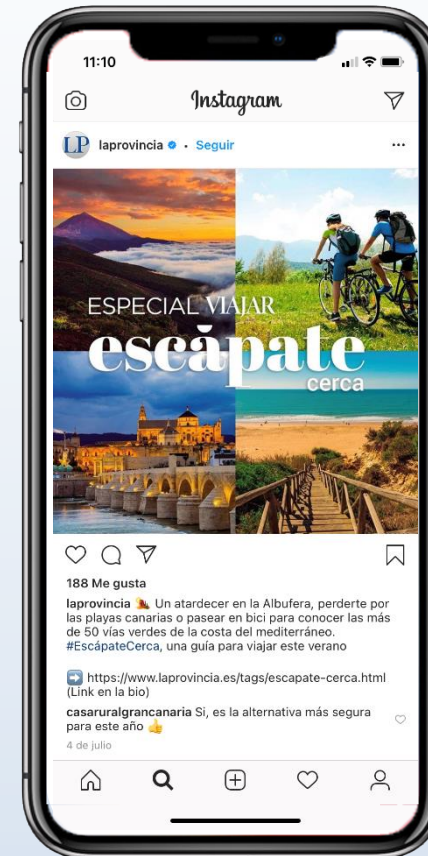 11:10
Instagram
LP laprovincia • Seguir
ESPECIAL VIAJAR
escápate
cerca
188 Me gusta
laprovincia Un atardecer en la Albufera, perderte por
las playas canarias o pasear en bici para conocer las más
de 50 vías verdes de la costa del mediterráneo.
#EscápateCerca, una guía para viajar este verano
➡️ https://www.laprovincia.es/tags/escapate-cerca.html
(Link en la bio)
casaruralgrancanaria Si, es la alternativa más segura
para este año 👍
4 de julio